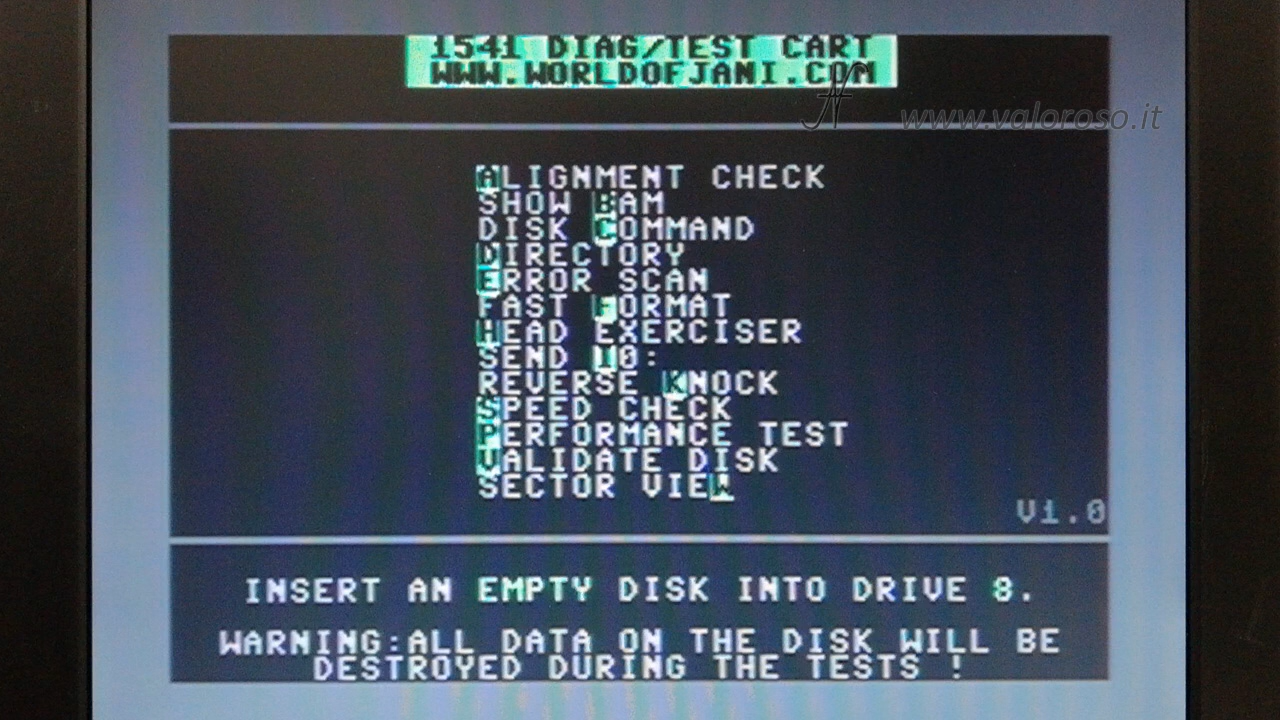 1541 DIAG/TEST CART
WWW.WORLDOFJANI.COM
www.valoroso.it
ALIGNMENT CHECK
SHOW BAM
DISK COMMAND
DIRECTORY
ERROR SCAN
FAST FORMAT
HEAD EXERCISER
SEND I0:
REVERSE KNOCK
SPEED CHECK
PERFORMANCE TEST
VALIDATE DISK
SECTOR VIEW
V1.0
INSERT AN EMPTY DISK INTO DRIVE 8.
WARNING:ALL DATA ON THE DISK WILL BE
DESTROYED DURING THE TESTS !